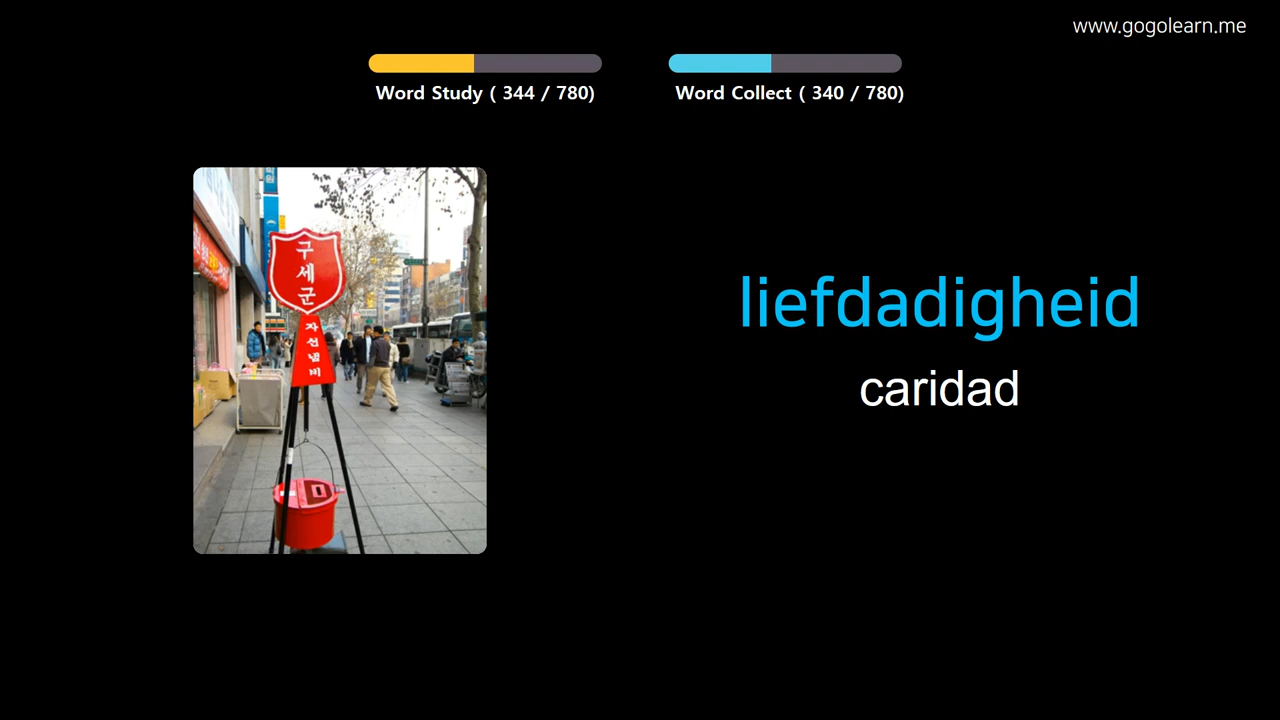 www.gogolearn.me
Word Study ( 344 / 780)
Word Collect ( 340 / 780)
구
세
군
자
선
냄
비
liefdadigheid
caridad